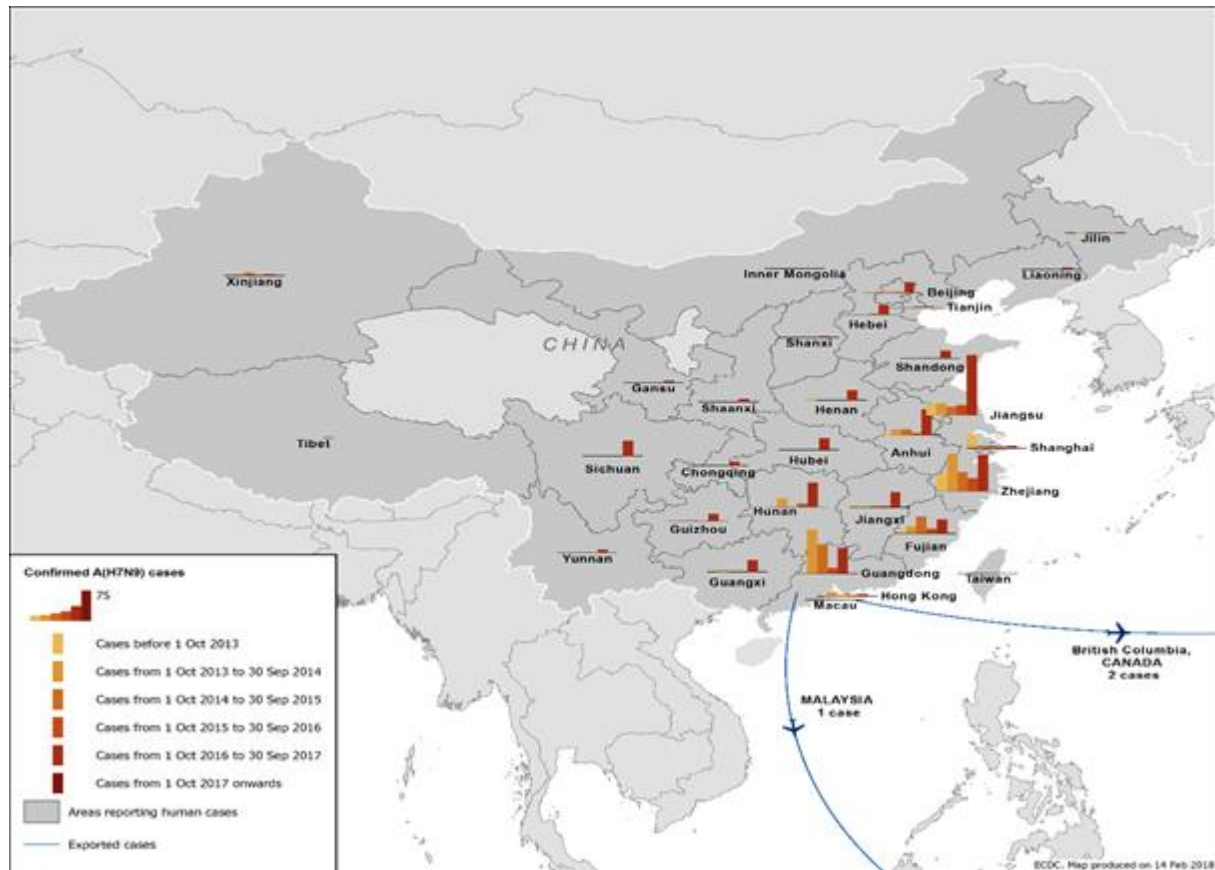 Jilin
Inner Mongolia
Liaoning
Xinjiang
Beijing
Tianjin
Hebei
CHINA
Shanxi
Shandong
Gansu
Shaanxi
Henan
Jiangsu
Tibet
Anhui
Shanghai
Sichuan
Chongqing
Hubei
Zhejiang
Hunan
Jiangxi
Guizhou
Fujian
Yunnan
Guangxi
Guangdong
Taiwan
Hong Kong
Macau
British Columbia,
CANADA
2 cases
MALAYSIA
1 case
Confirmed A(H7N9) cases
75
Cases before 1 Oct 2013
Cases from 1 Oct 2013 to 30 Sep 2014
Cases from 1 Oct 2014 to 30 Sep 2015
Cases from 1 Oct 2015 to 30 Sep 2016
Cases from 1 Oct 2016 to 30 Sep 2017
Cases from 1 Oct 2017 onwards
Areas reporting human cases
Exported cases
ECDC. Map produced on 14 Feb 2018